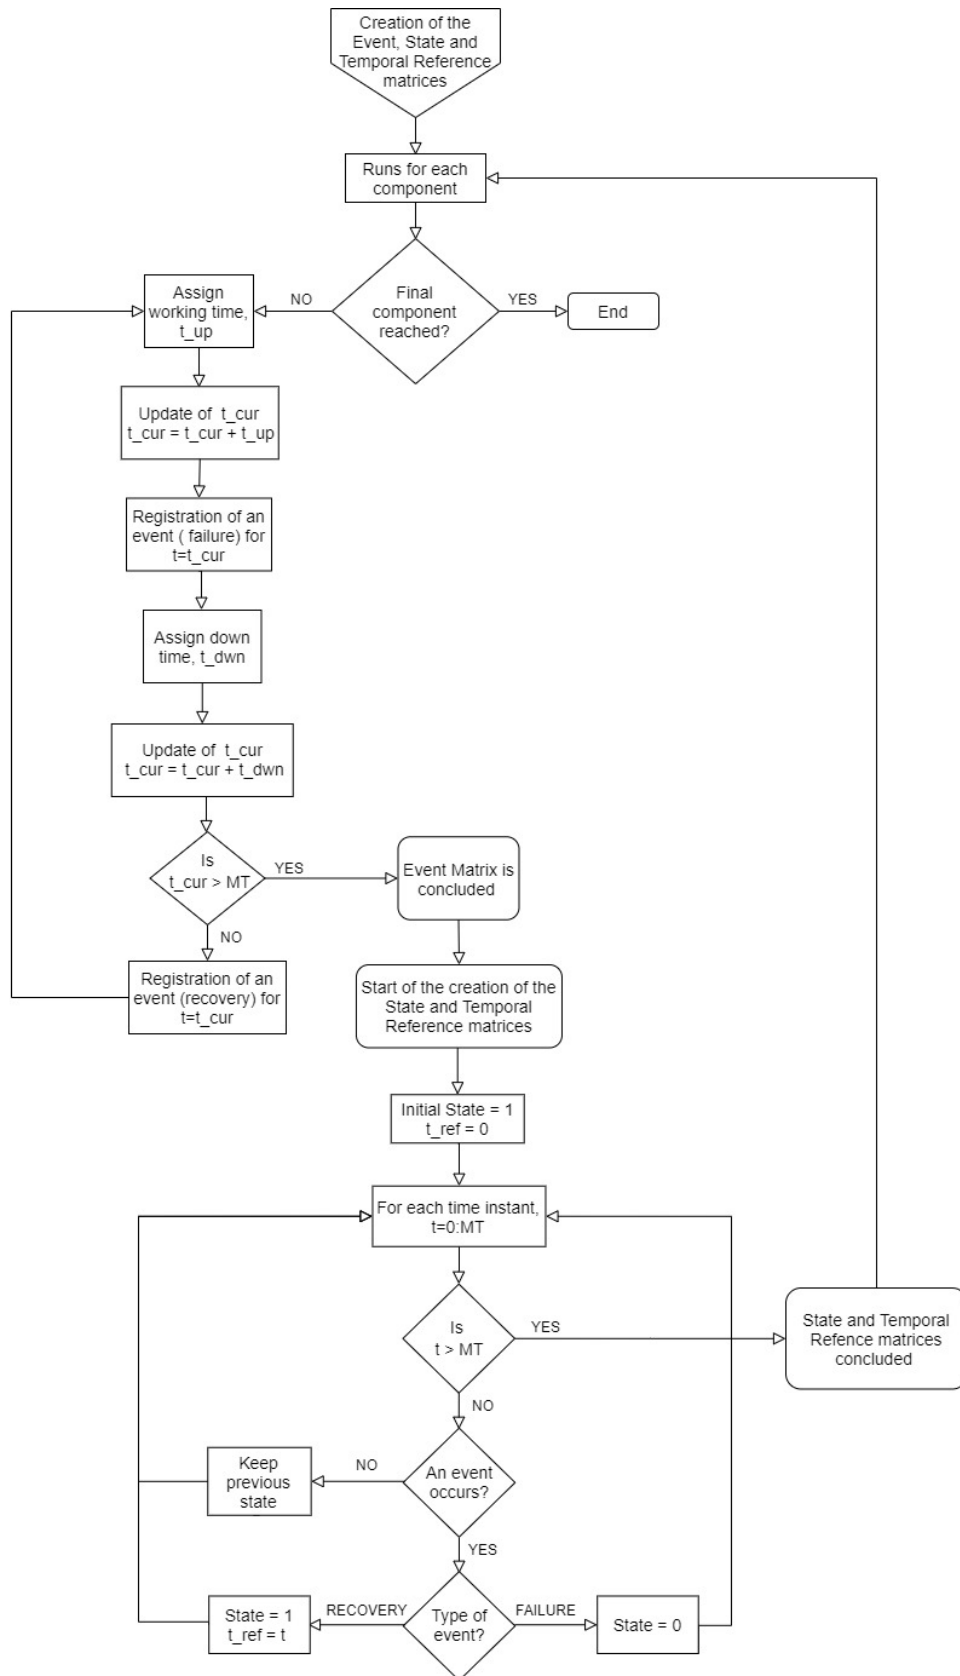 Creation of the
Event, State and
Temporal Reference
matrices
Runs for each
component
Final
component
reached?
NO
YES
End
Assign
working time,
t_up
Update of t_cur
t_cur = t_cur + t_up
Registration of an
event ( failure) for
t=t_cur
Assign down
time, t_dwn
Update of t_cur
t_cur = t_cur + t_dwn
Is
t_cur > MT
YES
NO
Event Matrix is
concluded
Registration of an
event (recovery) for
t=t_cur
Start of the creation of the
State and Temporal
Reference matrices
Initial State = 1
t_ref = 0
For each time instant,
t=0:MT
Is
t > MT
YES
NO
State and Temporal
Refence matrices
concluded
An event
occurs?
NO
YES
Keep
previous
state
Type of
event?
RECOVERY
FAILURE
State = 1
t_ref = t
State = 0